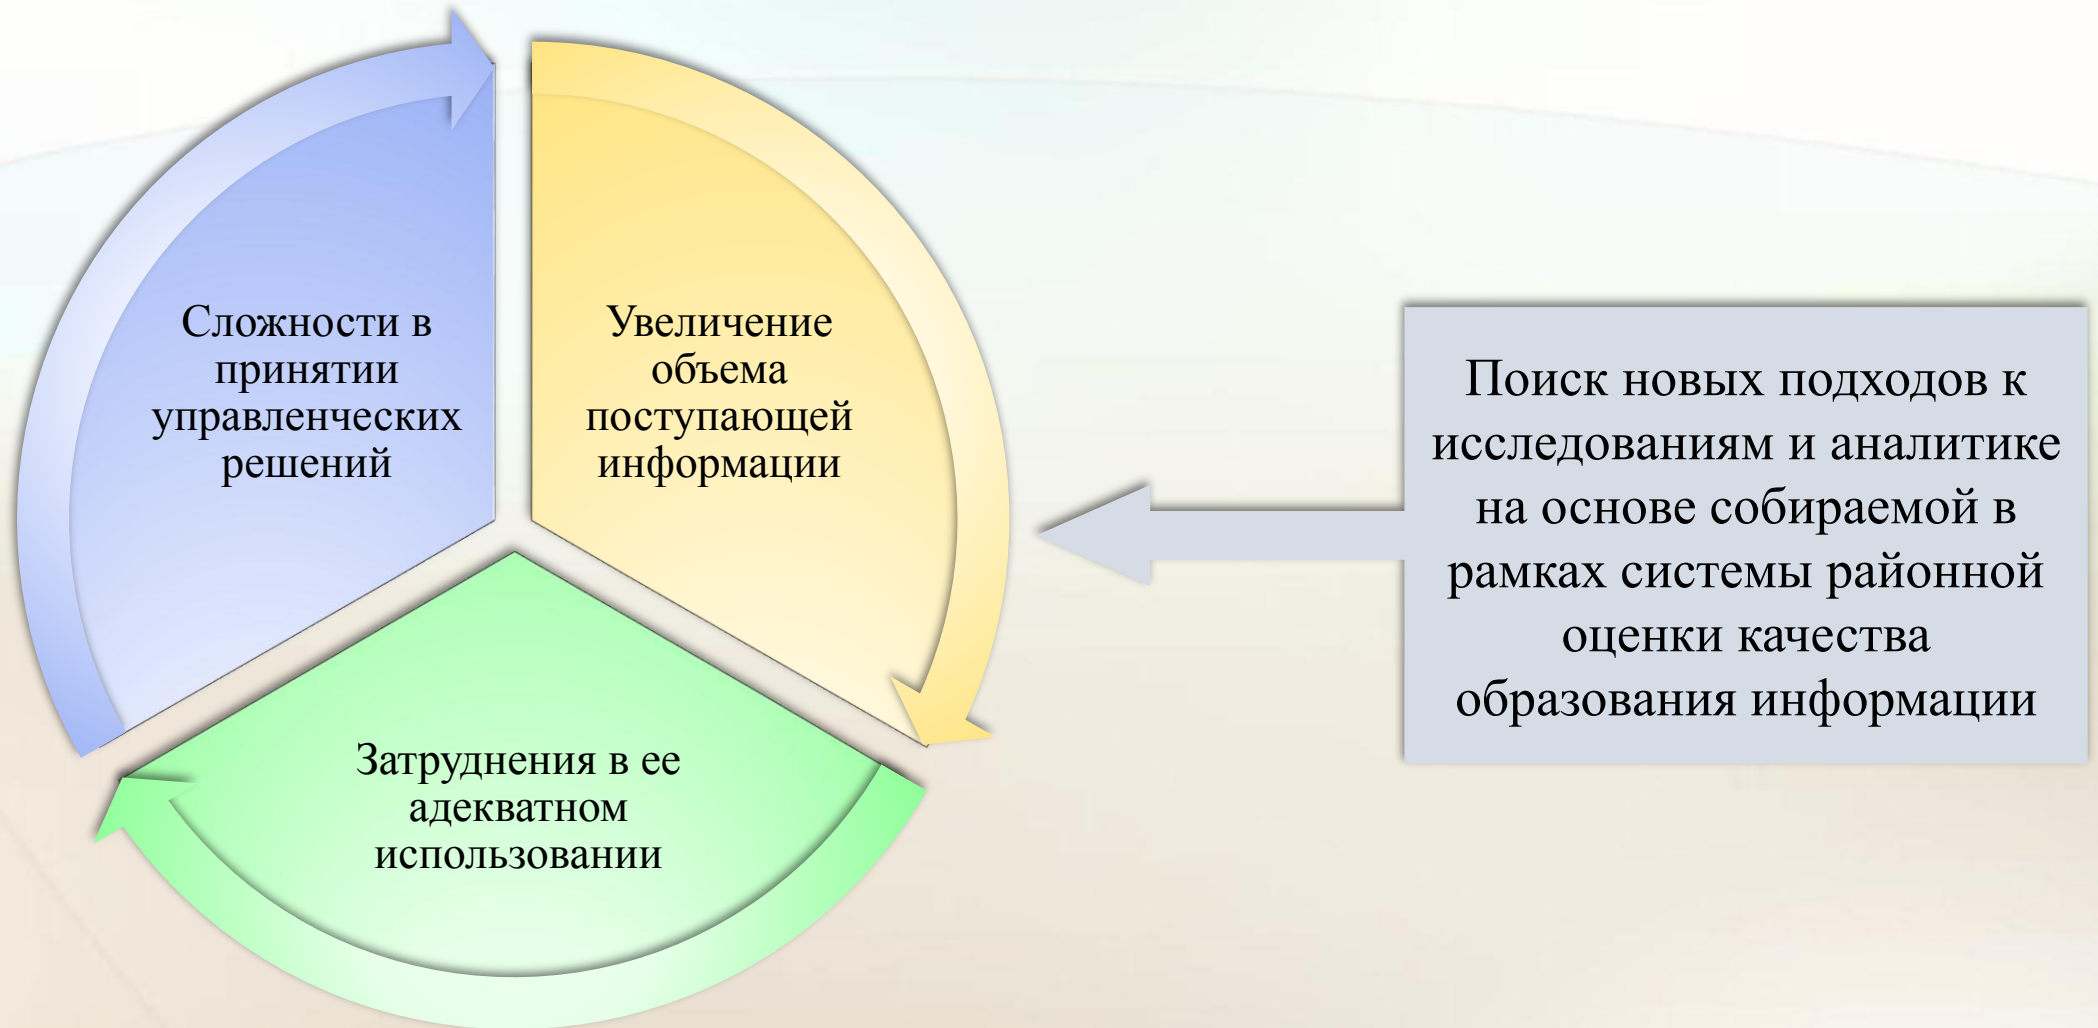 Сложности в
принятии
управленческих
решений
Увеличение
объема
поступающей
информации
Затруднения в ее
адекватном
использовании
Поиск новых подходов к
исследованиям и аналитике
на основе собираемой в
рамках системы районной
оценки качества
образования информации